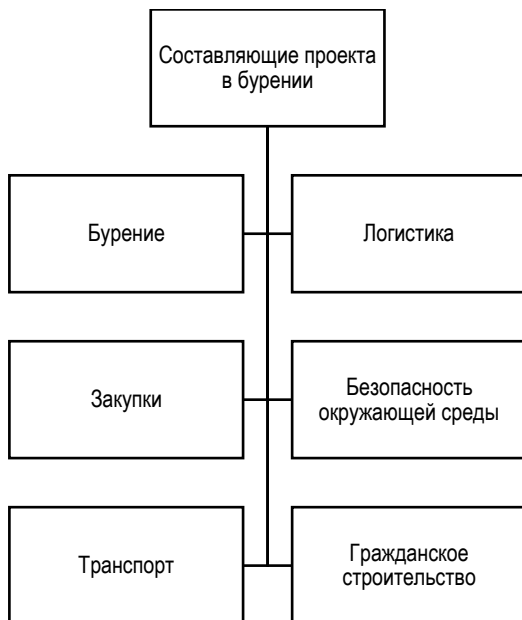 Составляющие проекта
в бурении
Бурение
Логистика
Закупки
Безопасность
окружающей среды
Транспорт
Гражданское
строительство